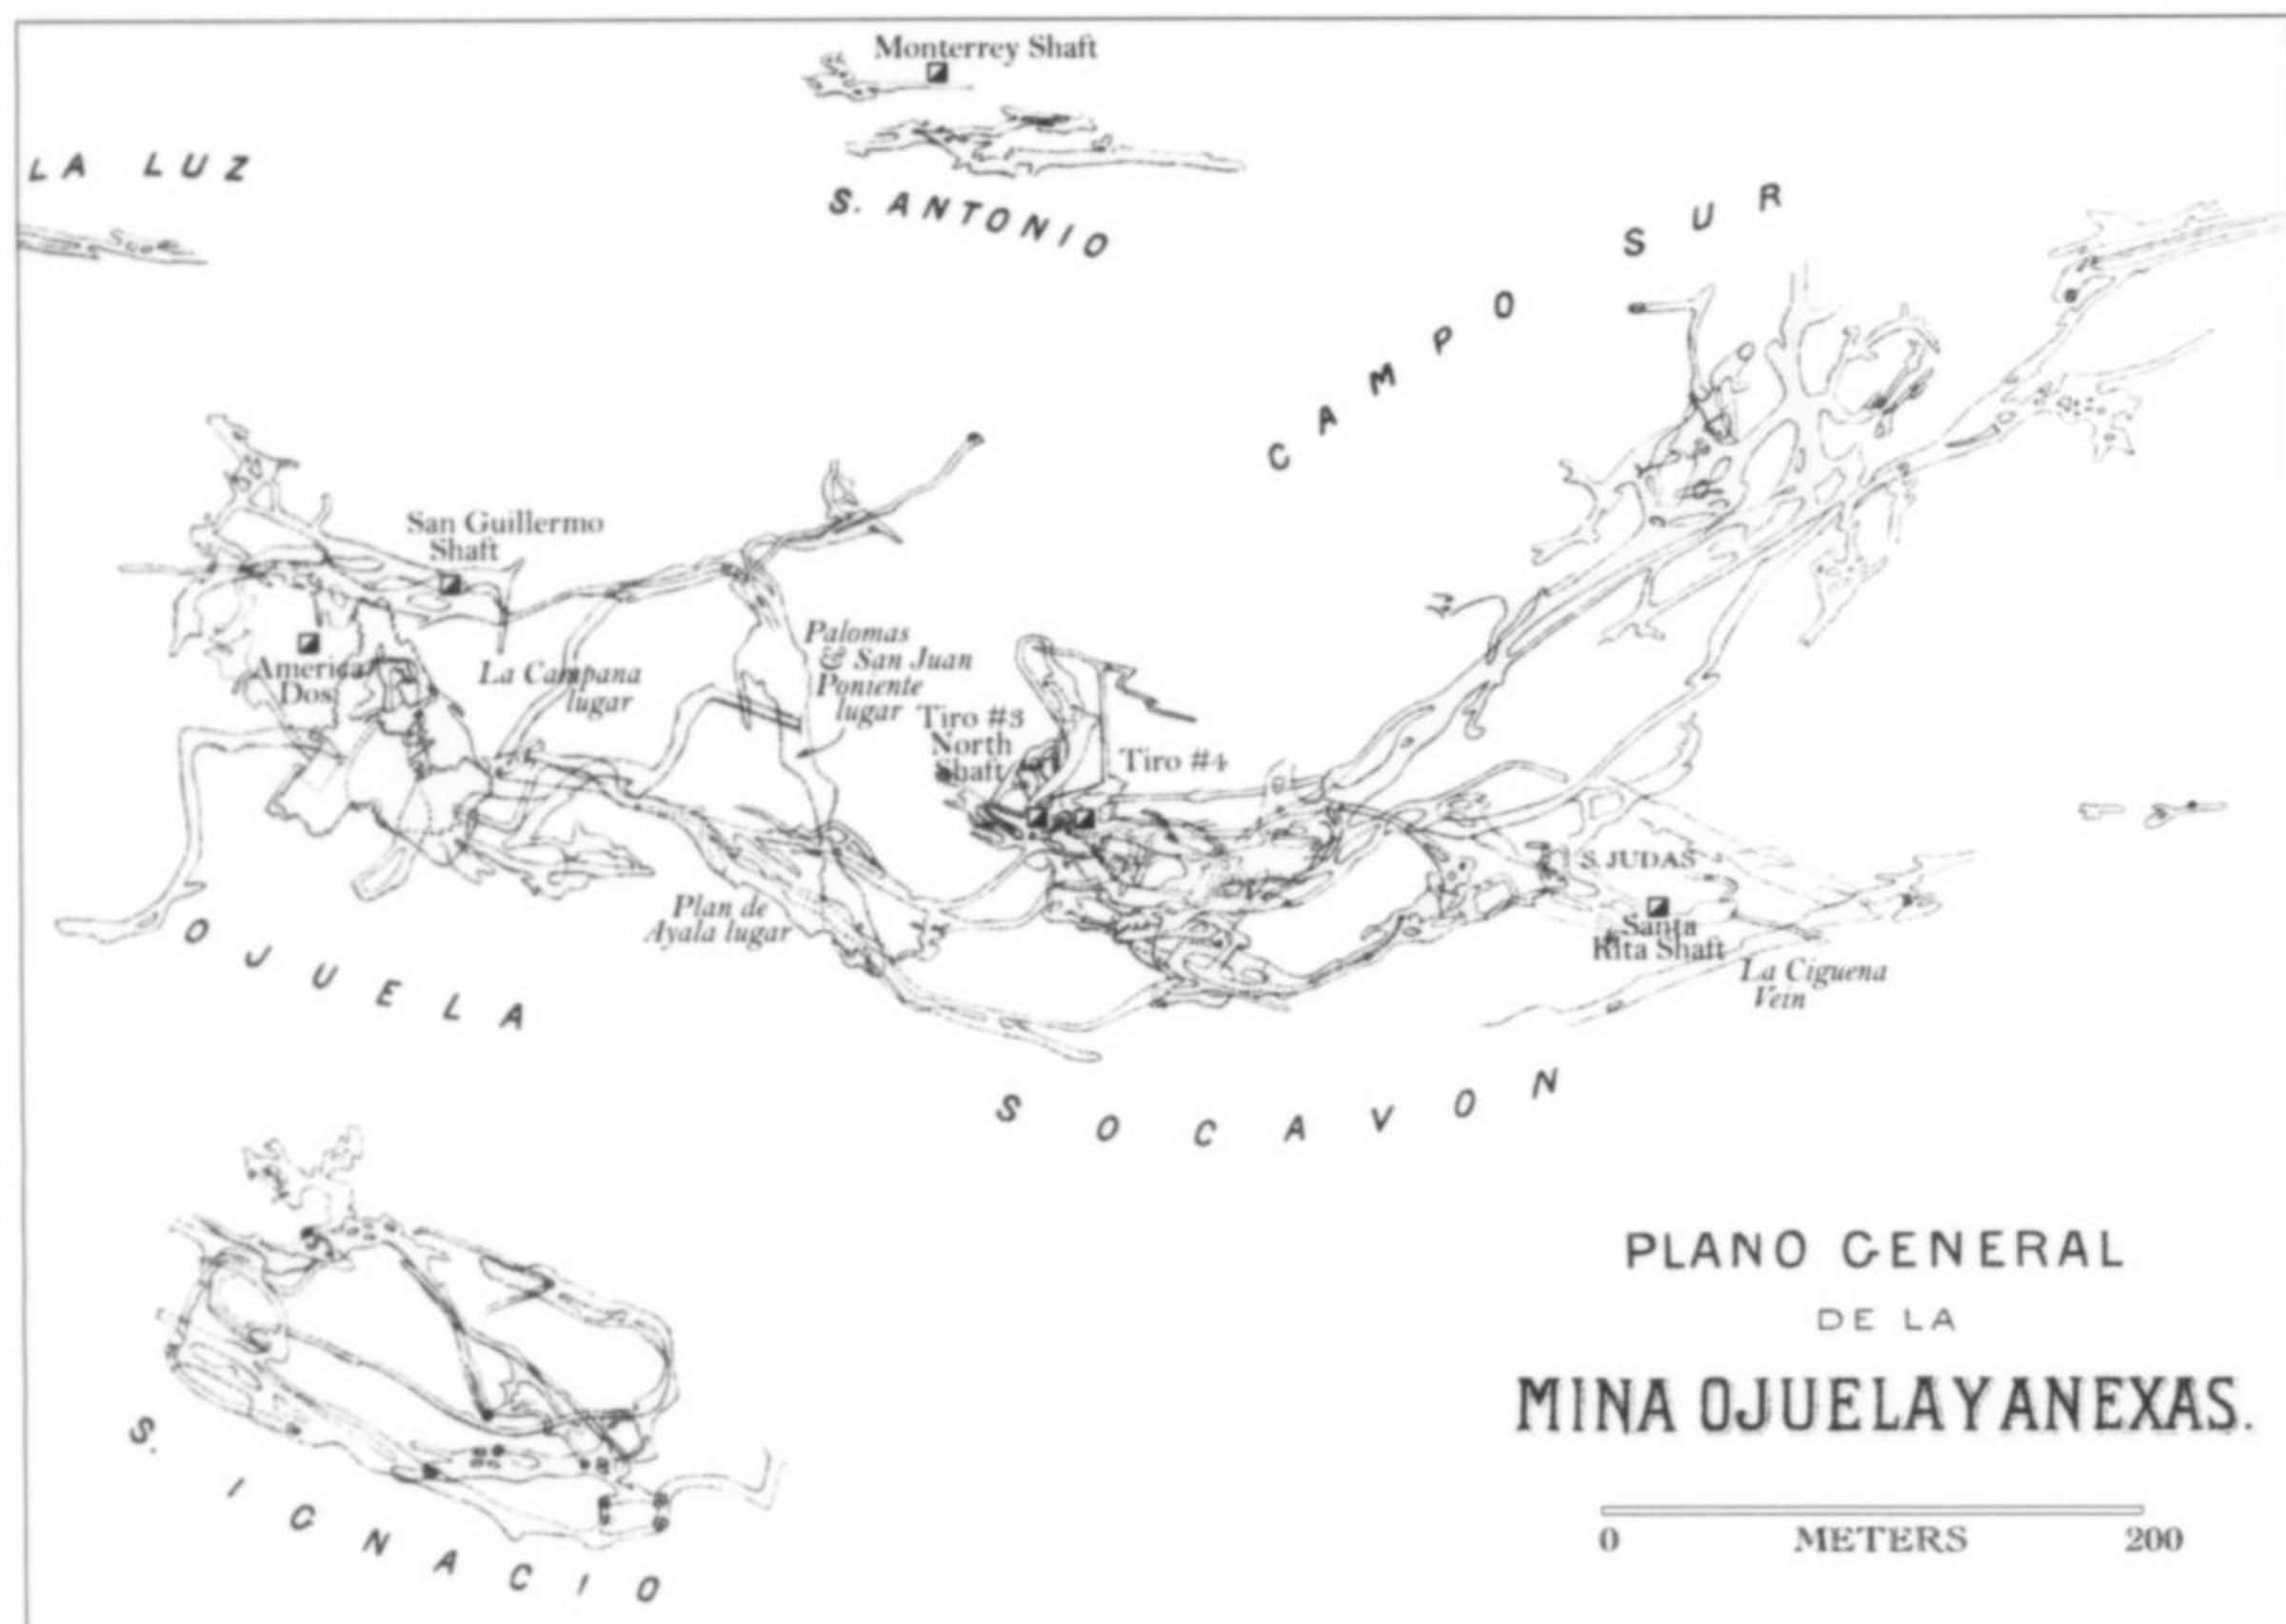 Monterrey Shaft
LA LUZ
S. ANTONIO
CAMPO SUR
San Guillermo
Shaft
America
Dos
La Campana
lugar
Palomas
& San Juan
Poniente
lugar
Tiro #3
North
Shaft
Tiro #4
S. JUDAS
Santa
Rita Shaft
La Ciguena
Vein
Plan de
Ayala lugar
OJUELA
SOCAVON
S. IGNACIO
PLANO GENERAL
DE LA
MINA OJUELA Y ANEXAS.
0 METERS 200